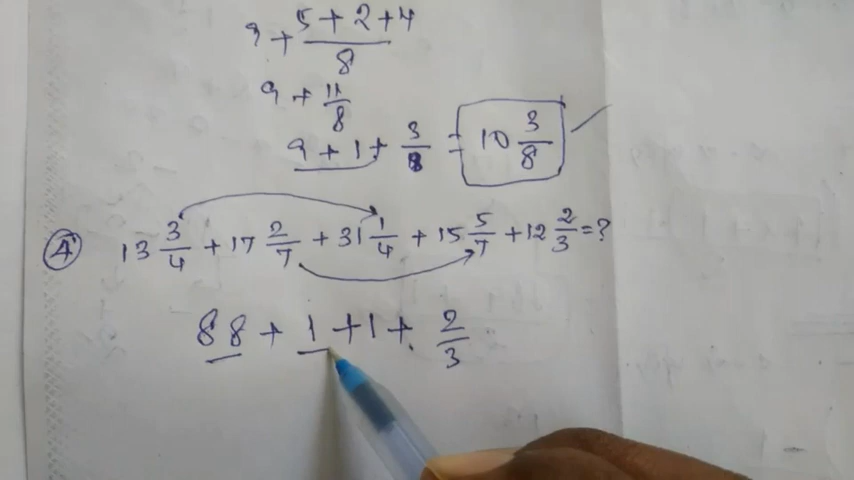 9 + 5 + 2 + 4 / 8
9 + 11/8
9 + 1 + 3/8 = 10 3/8
④ 13 3/4 + 17 2/7 + 31 1/4 + 15 5/7 + 12 2/3 = ?
88 + 1 + 1 + 2/3